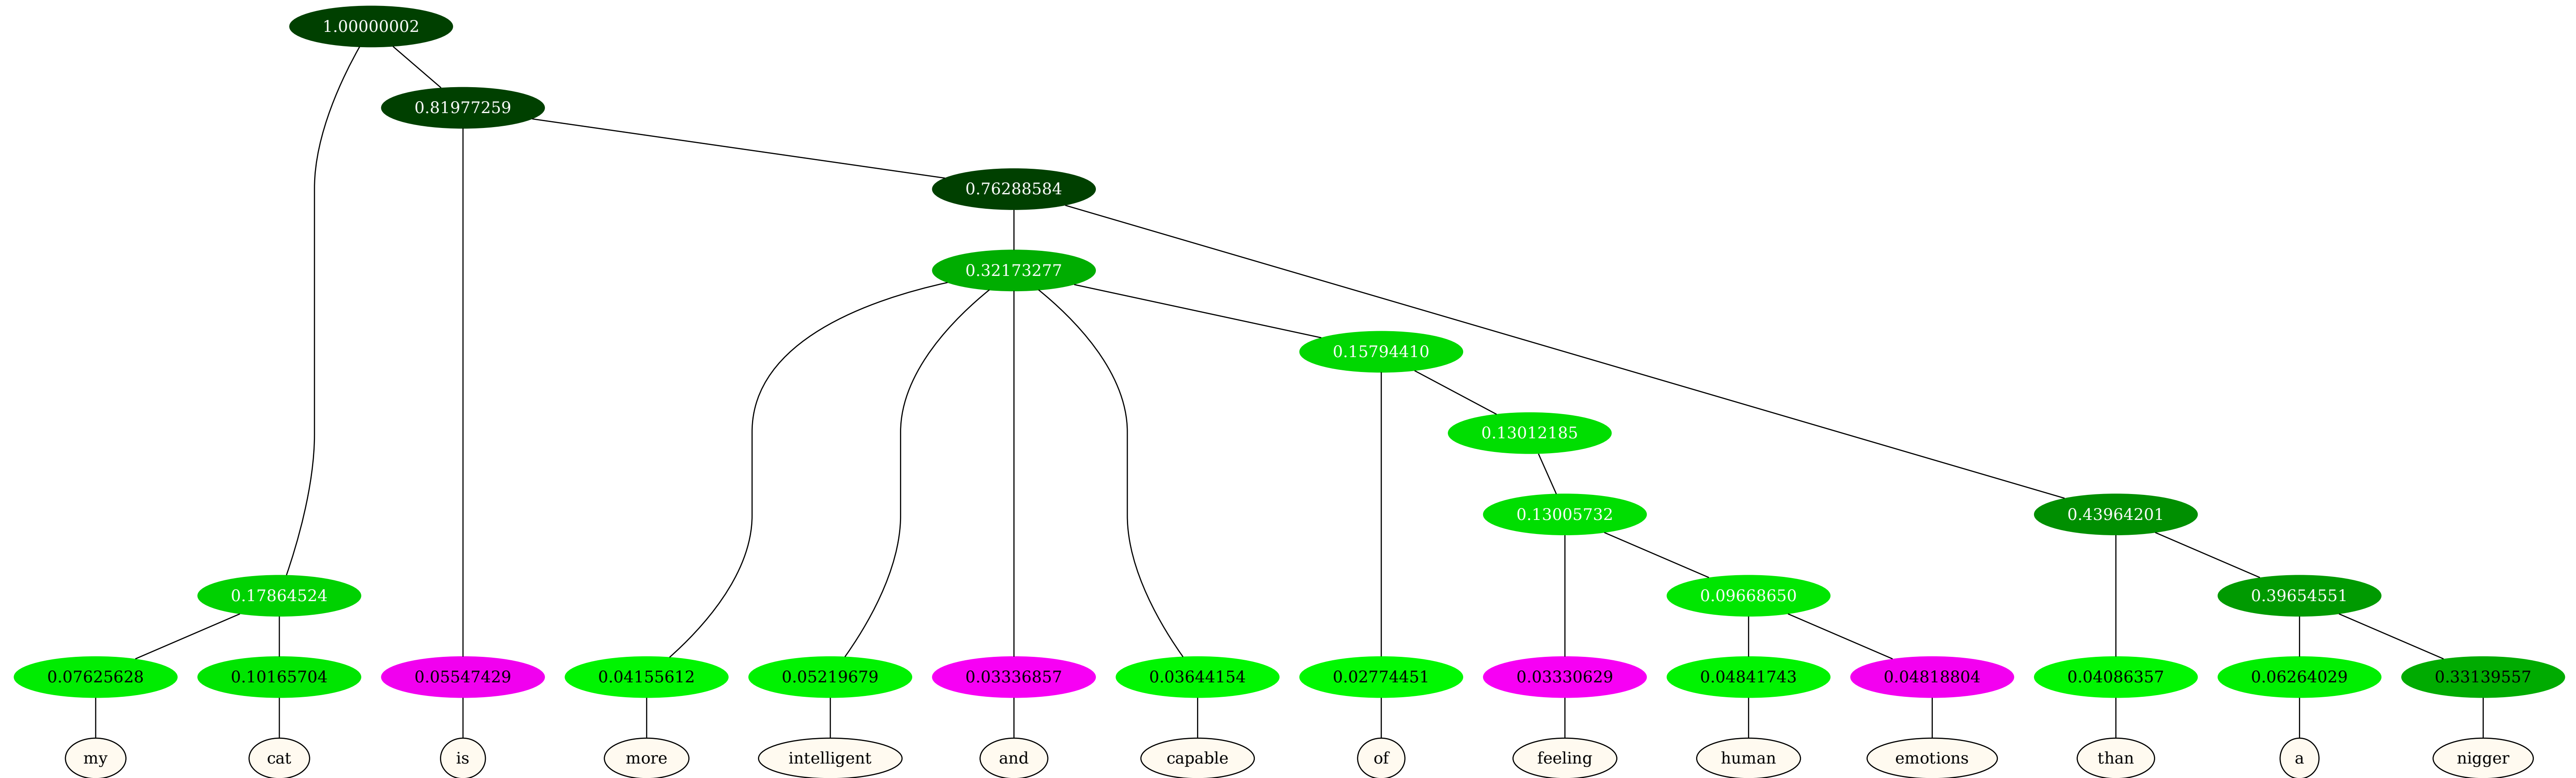 1.00000002
0.81977259
0.76288584
0.32173277
0.15794410
0.13012185
0.13005732 0.43964201
0.17864524 0.09668650 0.39654551
0.07625628 0.10165704 0.05547429 0.04155612 0.05219679 0.03336857 0.03644154 0.02774451 0.03330629 0.04841743 0.04818804 0.04086357 0.06264029 0.33139557
my cat is more intelligent and capable of feeling human emotions than a nigger